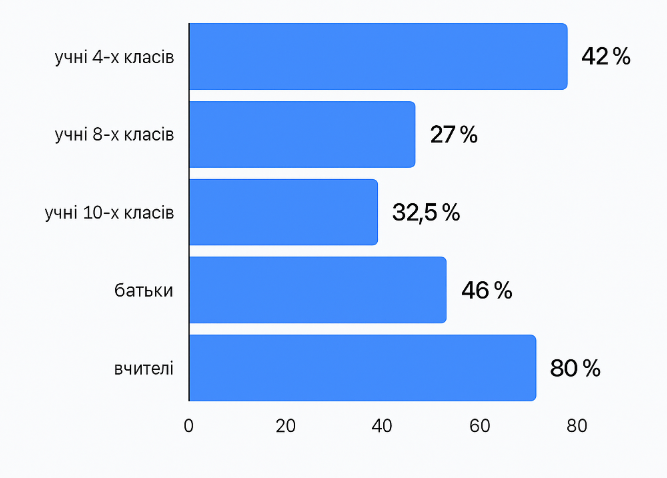 учні 4-х класів 42 %
учні 8-х класів 27 %
учні 10-х класів 32,5 %
батьки 46 %
вчителі 80 %
0 20 40 60 80